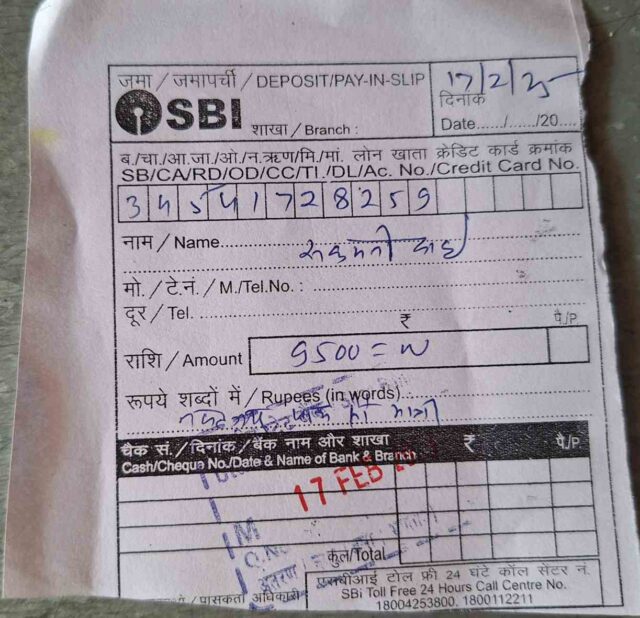 जमा / जमापर्ची / DEPOSIT/PAY-IN-SLIP
17/2/25
SBI
शाखा / Branch :
दिनांक
Date....../....../20....
ब./चा./आ.जा./ओ./न.ऋण/मि./मां. लोन खाता क्रेडिट कार्ड क्रमांक
SB/CA/RD/OD/CC/TL/DL/Ac. No./Credit Card No.
34541728259
नाम / Name
मो. / टे.नं. / M./Tel.No. :
दूर / Tel.
₹ पै/P
राशि / Amount 9500 =
रूपये शब्दों में / Rupees (in words)
चैक सं. / दिनांक / बैंक नाम और शाखा ₹ पै./P
Cash/Cheque No./Date & Name of Bank & Branch
17 FEB
कुल/Total
एसबीआई टोल फ्री 24 घंटे कॉल सेंटर नं.
SBi Toll Free 24 Hours Call Centre No.
18004253800, 1800112211